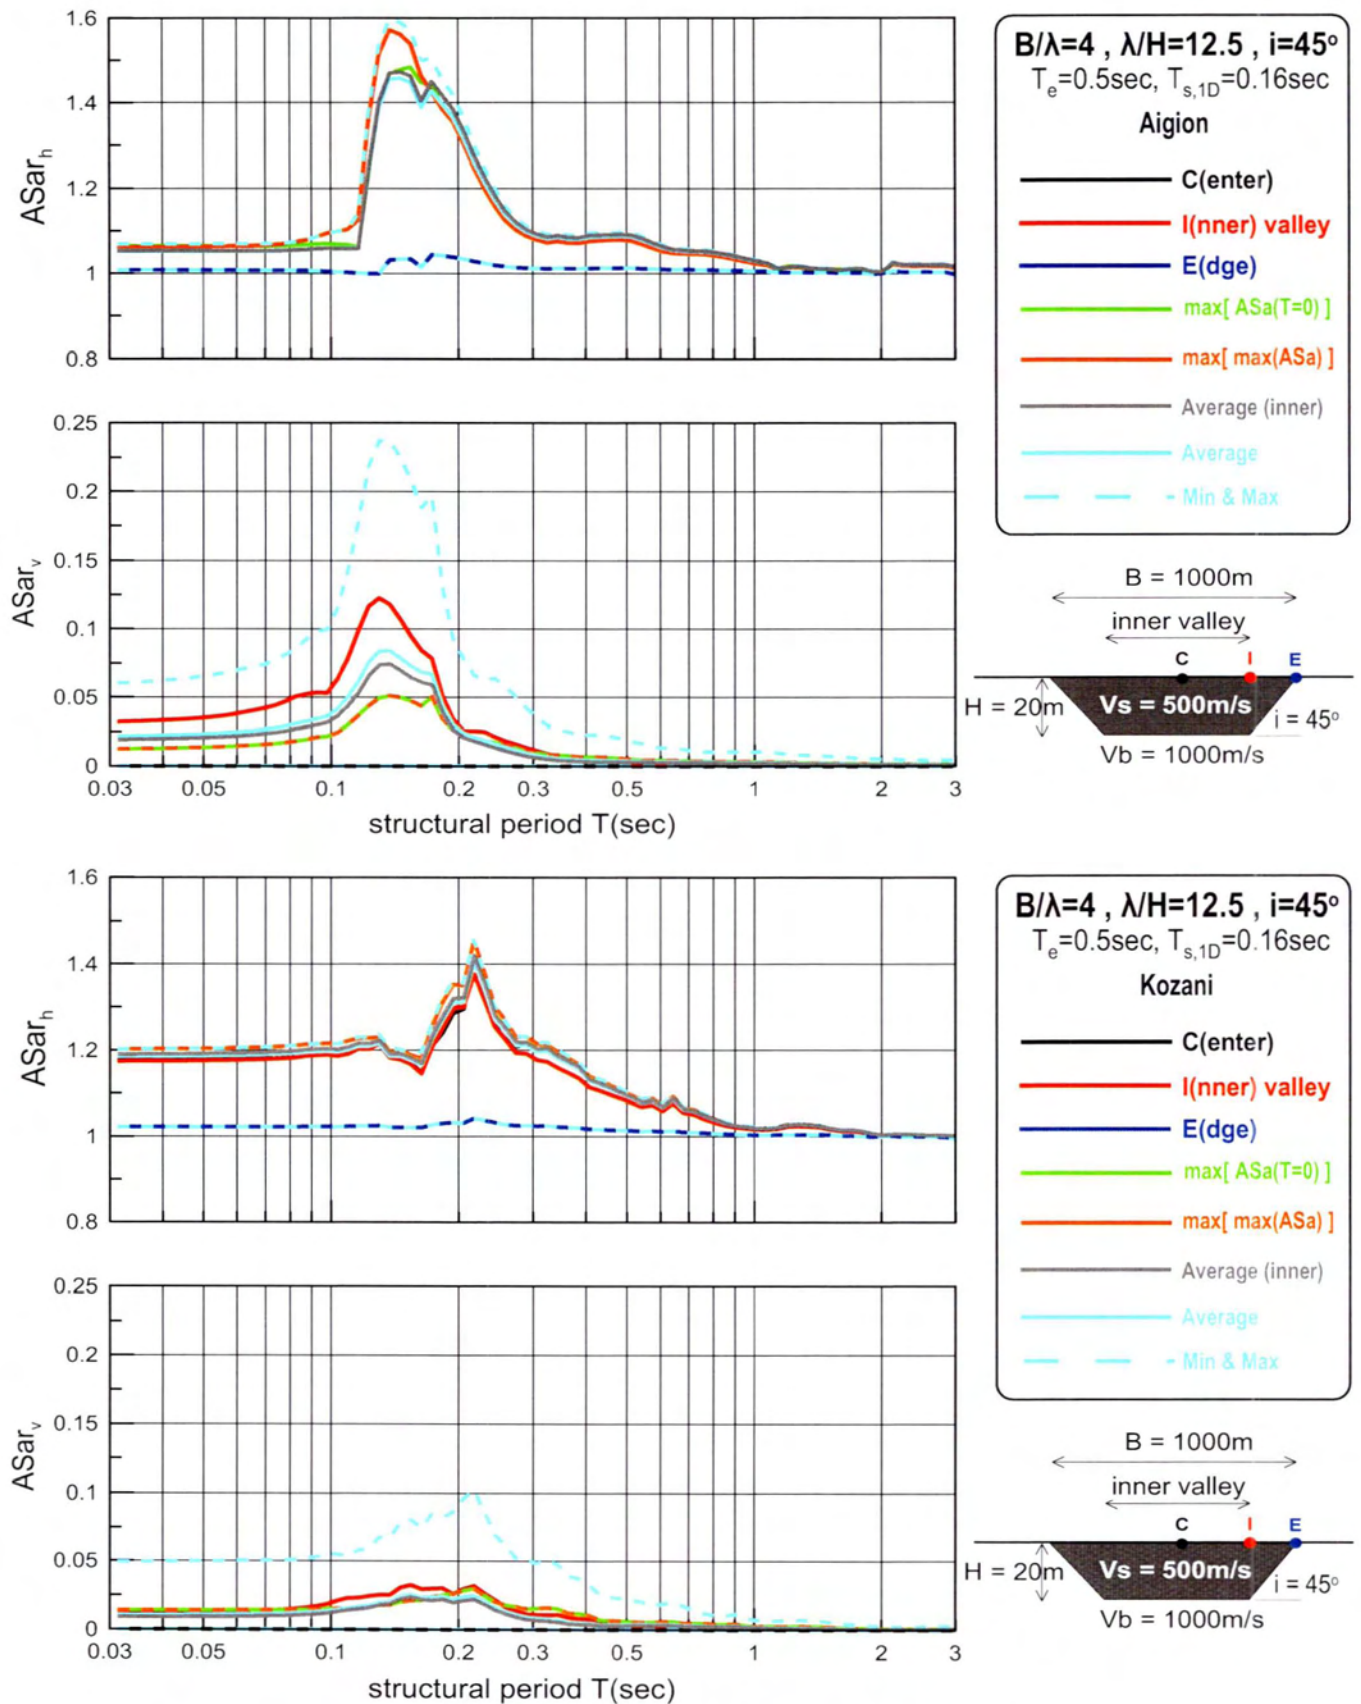 1.6
1.4
1.2
1
0.8
ASar_h
B/λ=4 , λ/H=12.5 , i=45°
T_e=0.5sec, T_s,1D=0.16sec
Aigion
C(enter)
I(nner) valley
E(dge)
max[ ASa(T=0) ]
max[ max(ASa) ]
Average (inner)
Average
Min & Max
0.25
0.2
0.15
0.1
0.05
0
ASar_v
0.03 0.05 0.1 0.2 0.3 0.5 1 2 3
structural period T(sec)
B = 1000m
inner valley
C I E
H = 20m Vs = 500m/s i = 45°
Vb = 1000m/s
1.6
1.4
1.2
1
0.8
ASar_h
B/λ=4 , λ/H=12.5 , i=45°
T_e=0.5sec, T_s,1D=0.16sec
Kozani
C(enter)
I(nner) valley
E(dge)
max[ ASa(T=0) ]
max[ max(ASa) ]
Average (inner)
Average
Min & Max
0.25
0.2
0.15
0.1
0.05
0
ASar_v
0.03 0.05 0.1 0.2 0.3 0.5 1 2 3
structural period T(sec)
B = 1000m
inner valley
C I E
H = 20m Vs = 500m/s i = 45°
Vb = 1000m/s